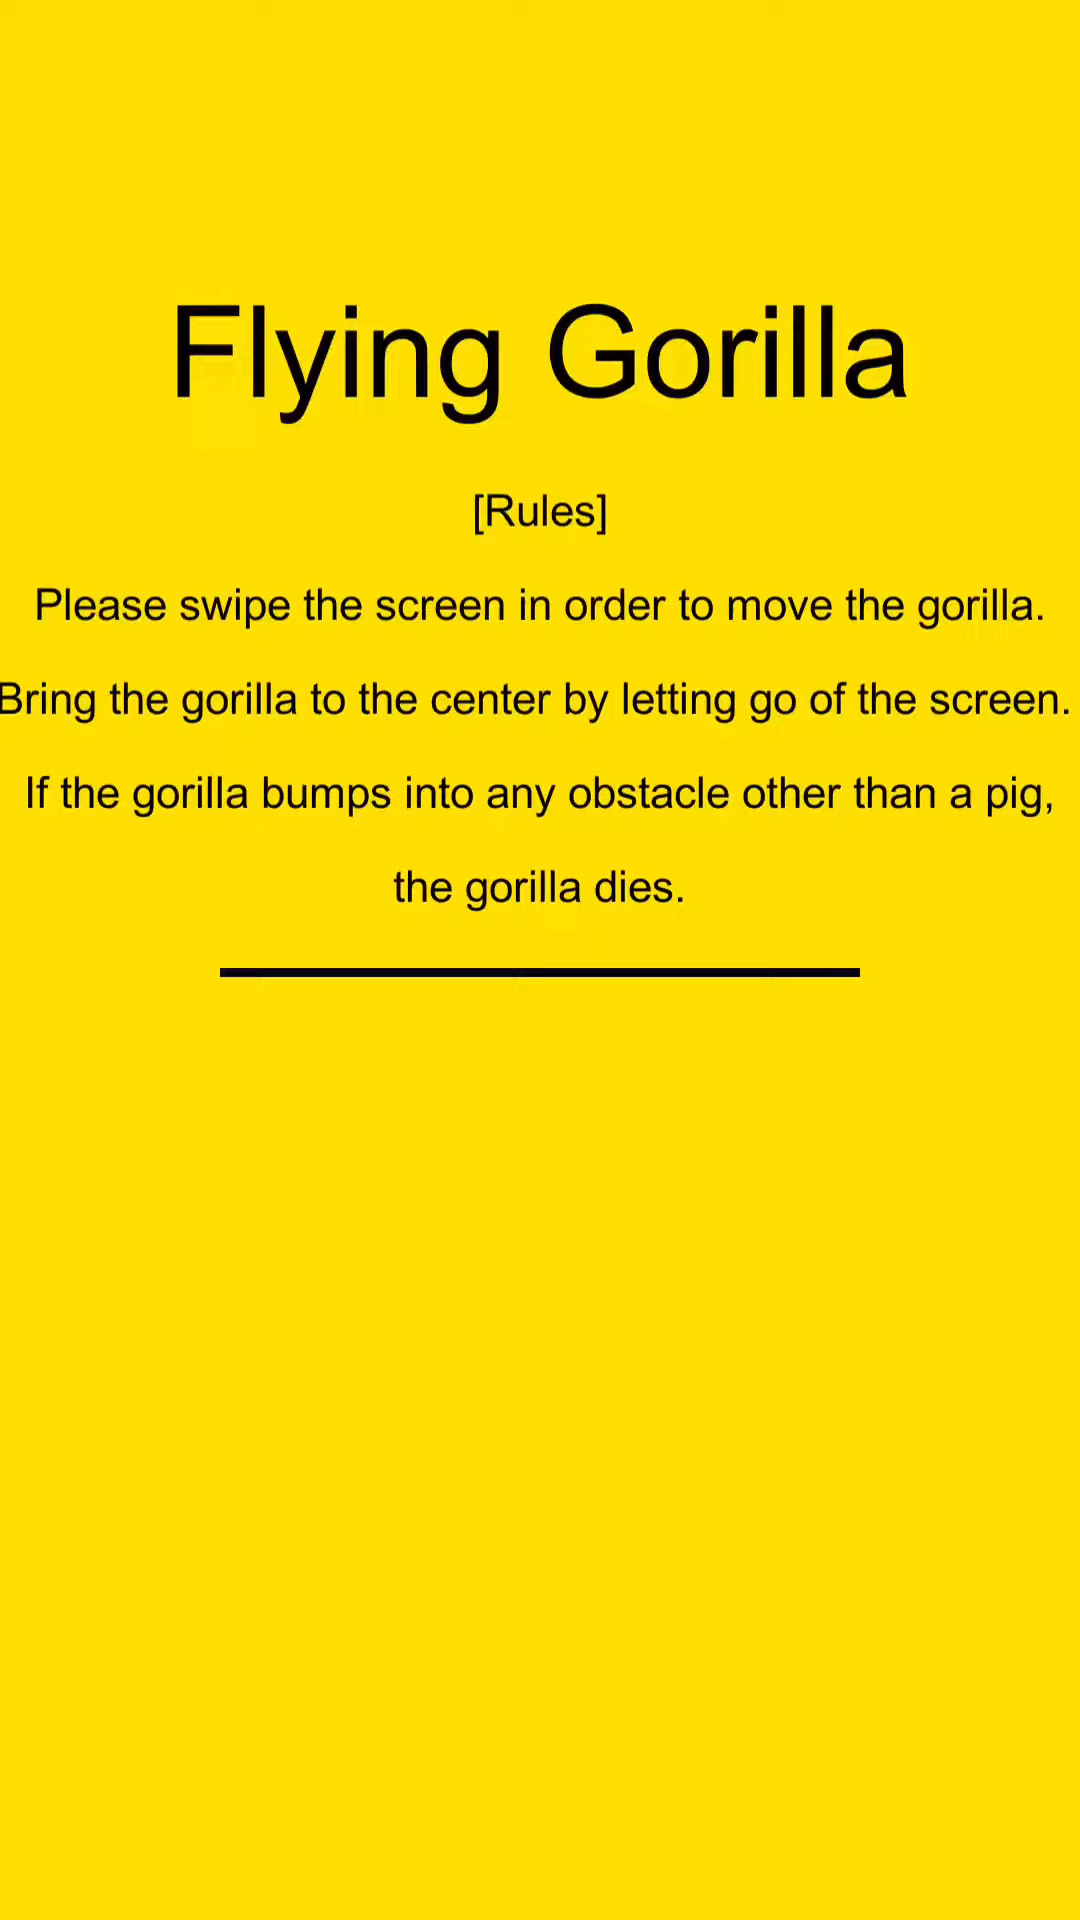 Flying Gorilla
[Rules]
Please swipe the screen in order to move the gorilla.
Bring the gorilla to the center by letting go of the screen.
If the gorilla bumps into any obstacle other than a pig,
the gorilla dies.